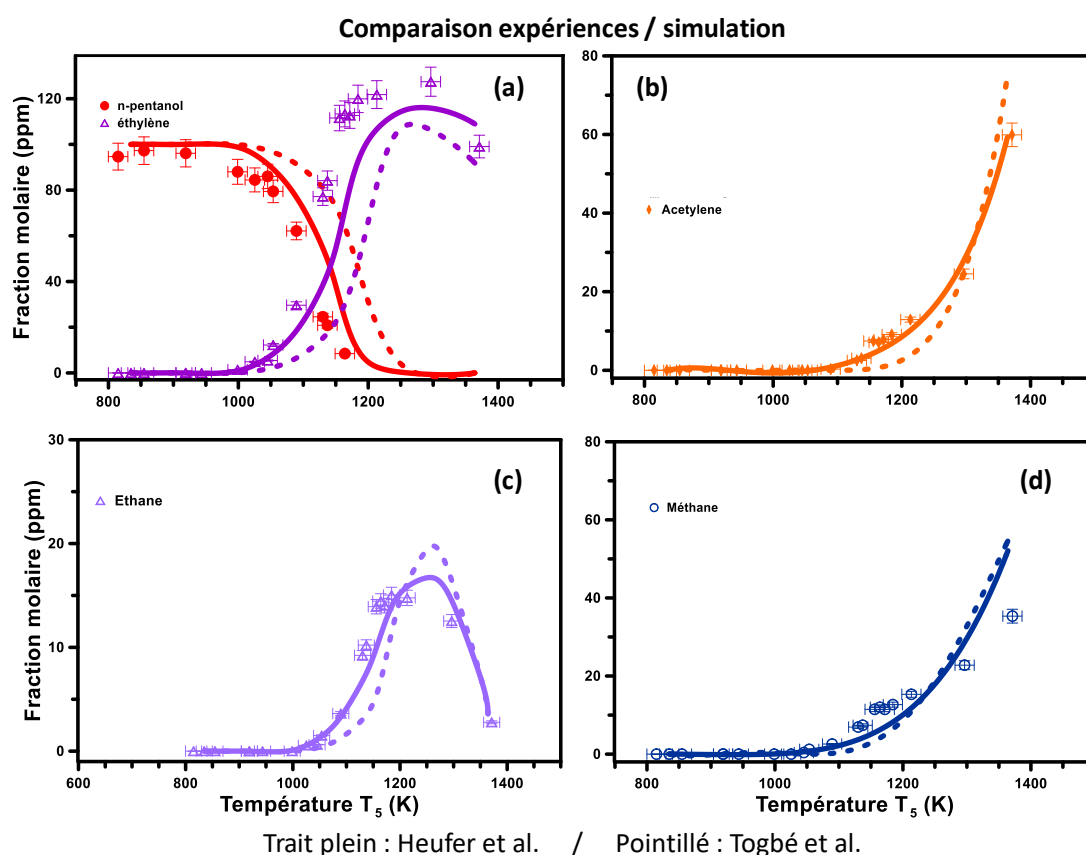 Comparaison expériences / simulation
(a)
n-pentanol
éthylène
Fraction molaire (ppm)
120
80
40
0
800
1000
1200
1400
(b)
Acetylene
80
60
40
20
0
800
1000
1200
1400
(c)
Ethane
Fraction molaire (ppm)
30
20
10
0
600
800
1000
1200
1400
Température T5 (K)
(d)
Méthane
80
60
40
20
0
800
1000
1200
1400
Température T5 (K)
Trait plein : Heufer et al. / Pointillé : Togbé et al.